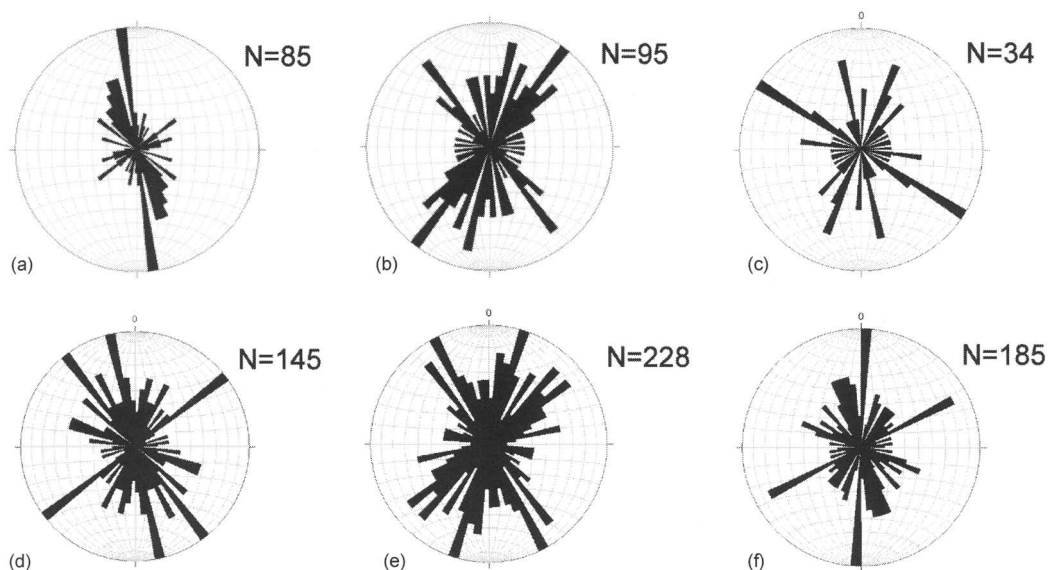 N=85
(a)
N=95
(b)
0
N=34
(c)
0
N=145
(d)
N=228
(e)
0
N=185
(f)